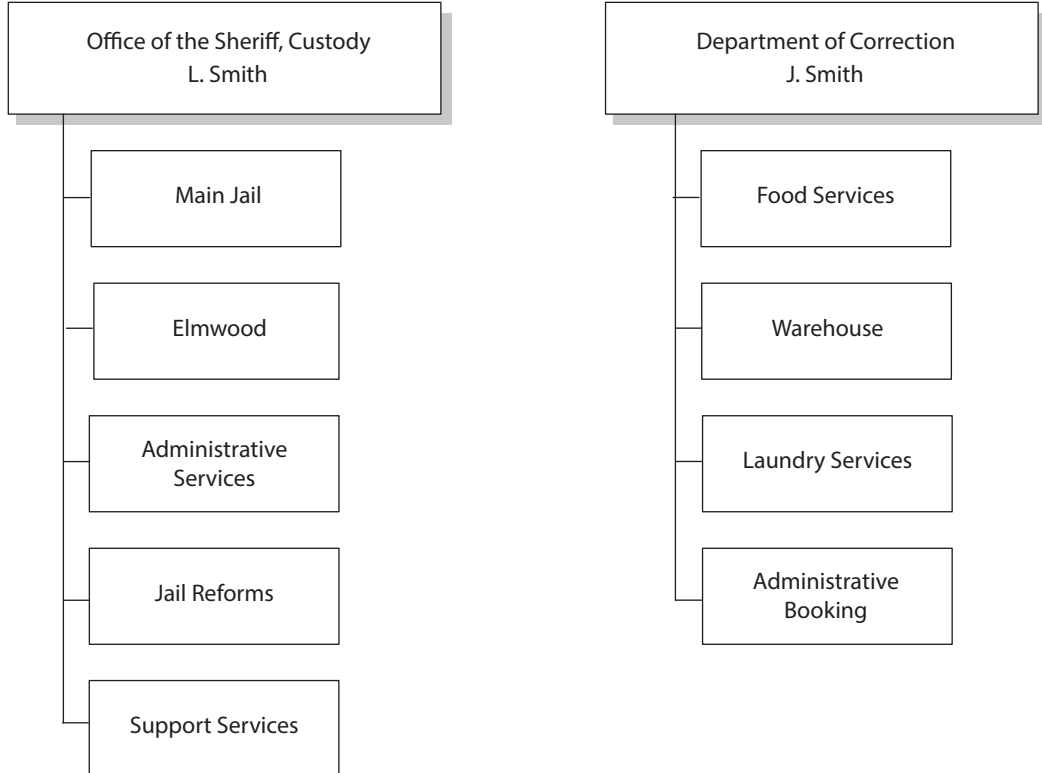 Office of the Sheriff, Custody
L. Smith
Main Jail
Elmwood
Administrative
Services
Jail Reforms
Support Services
Department of Correction
J. Smith
Food Services
Warehouse
Laundry Services
Administrative
Booking